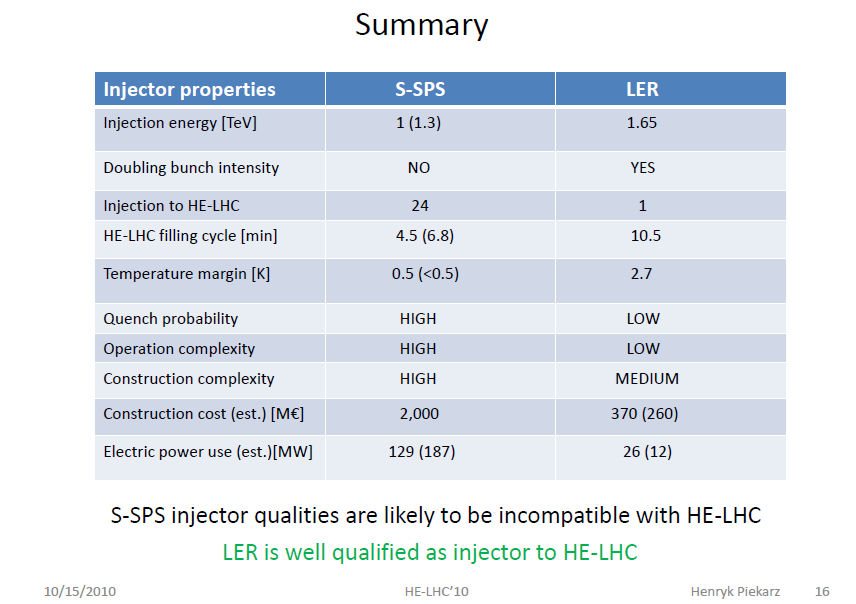 Summary
Injector properties S-SPS LER
Injection energy [TeV] 1 (1.3) 1.65
Doubling bunch intensity NO YES
Injection to HE-LHC 24 1
HE-LHC filling cycle [min] 4.5 (6.8) 10.5
Temperature margin [K] 0.5 (<0.5) 2.7
Quench probability HIGH LOW
Operation complexity HIGH LOW
Construction complexity HIGH MEDIUM
Construction cost (est.) [M€] 2,000 370 (260)
Electric power use (est.)[MW] 129 (187) 26 (12)
S-SPS injector qualities are likely to be incompatible with HE-LHC
LER is well qualified as injector to HE-LHC
10/15/2010 HE-LHC’10 Henryk Piekarz 16